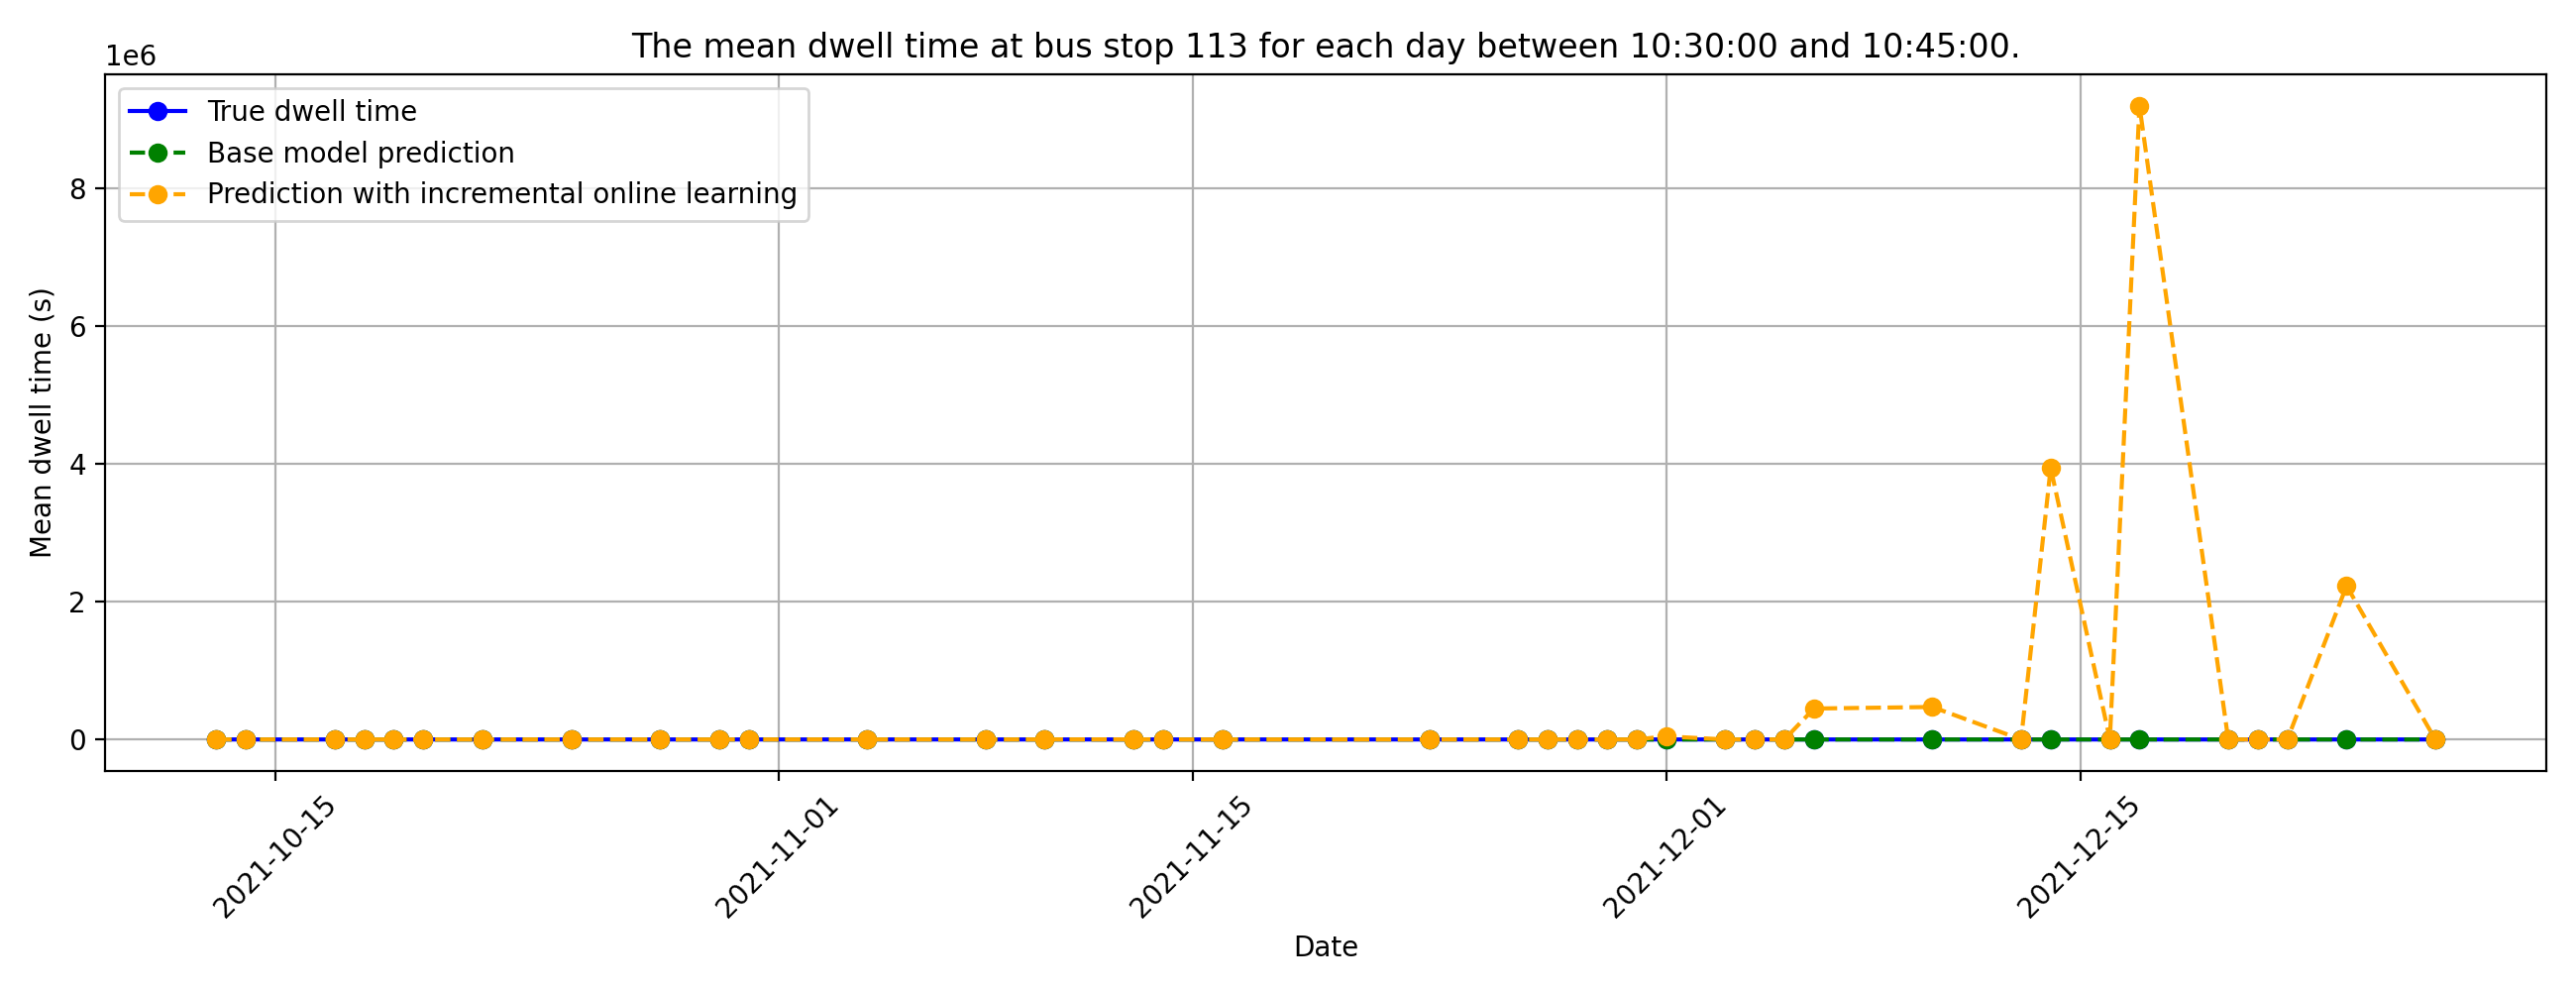 The mean dwell time at bus stop 113 for each day between 10:30:00 and 10:45:00.
1e6
True dwell time
Base model prediction
Prediction with incremental online learning
8
6
4
2
0
Mean dwell time (s)
2021-10-15
2021-11-01
2021-11-15
2021-12-01
2021-12-15
Date